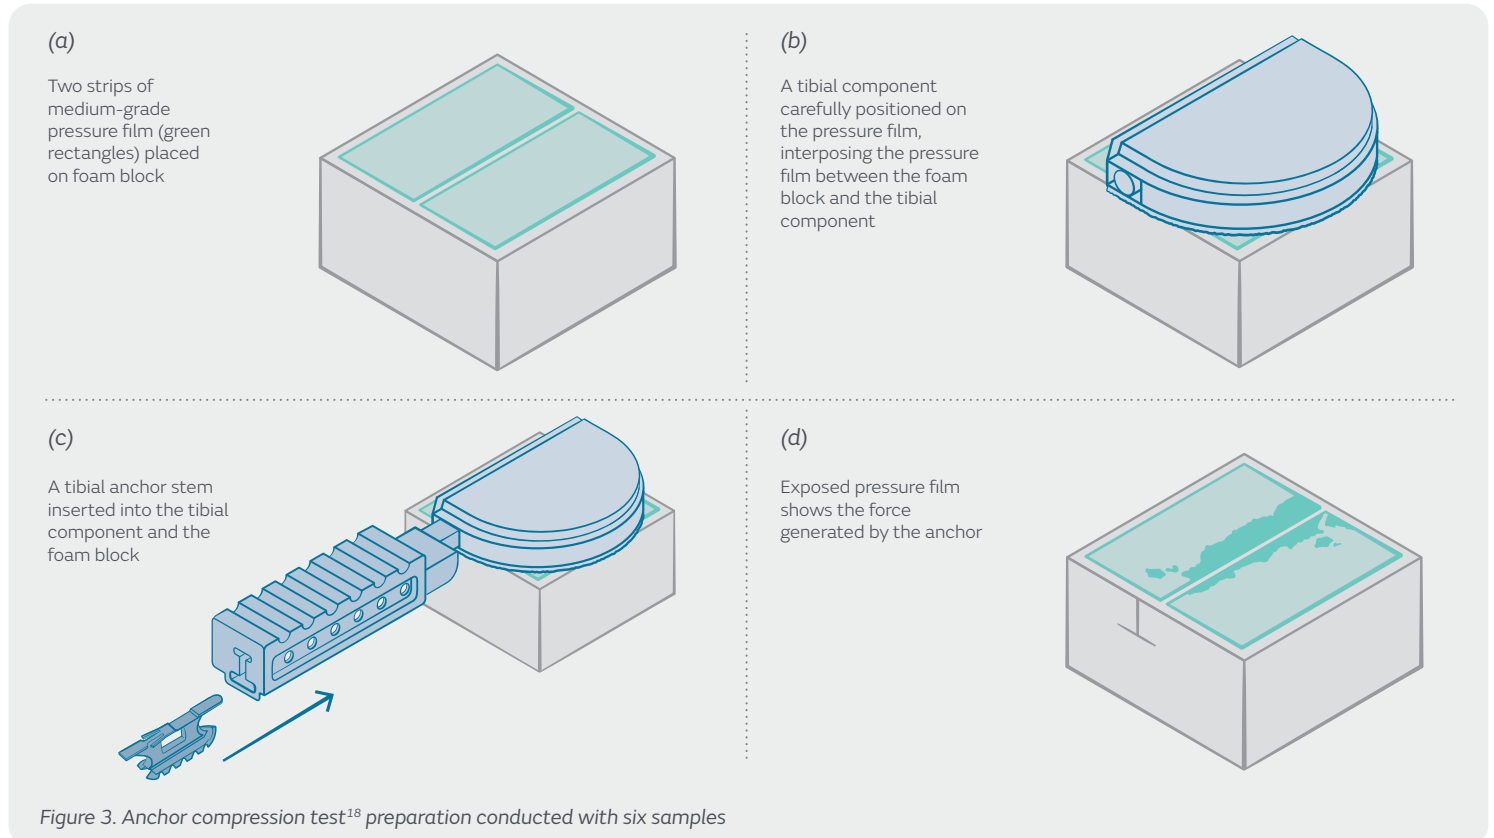 (a)
Two strips of
medium-grade
pressure film (green
rectangles) placed
on foam block
(b)
A tibial component
carefully positioned on
the pressure film,
interposing the pressure
film between the foam
block and the tibial
component
(c)
A tibial anchor stem
inserted into the tibial
component and the
foam block
(d)
Exposed pressure film
shows the force
generated by the anchor
Figure 3. Anchor compression test¹⁸ preparation conducted with six samples